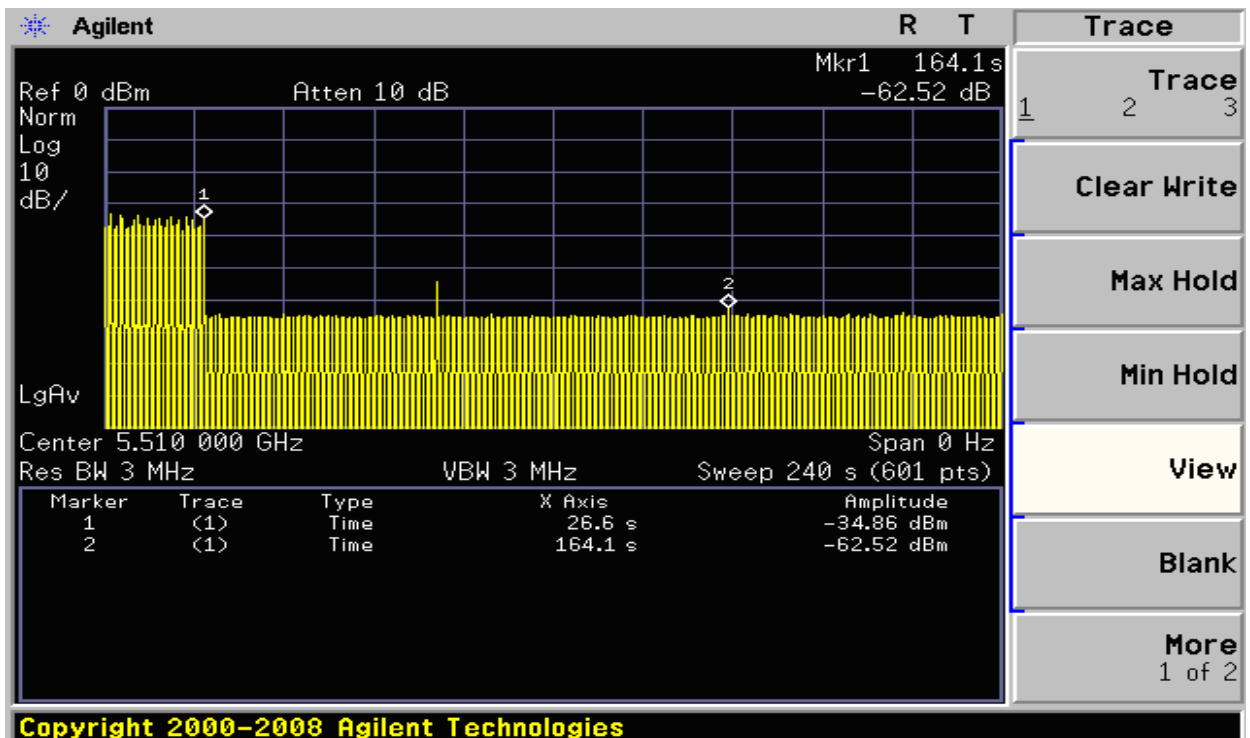 Agilent R T Trace
Mkr1 164.1s
Ref 0 dBm Atten 10 dB -62.52 dB
Norm
Log
10
dB/
1
2
LgAv
Center 5.510 000 GHz Span 0 Hz
Res BW 3 MHz VBW 3 MHz Sweep 240 s (601 pts)
Marker Trace Type X Axis Amplitude
1 (1) Time 26.6 s -34.86 dBm
2 (1) Time 164.1 s -62.52 dBm
Copyright 2000-2008 Agilent Technologies
Trace
1 2 3
Clear Write
Max Hold
Min Hold
View
Blank
More
1 of 2